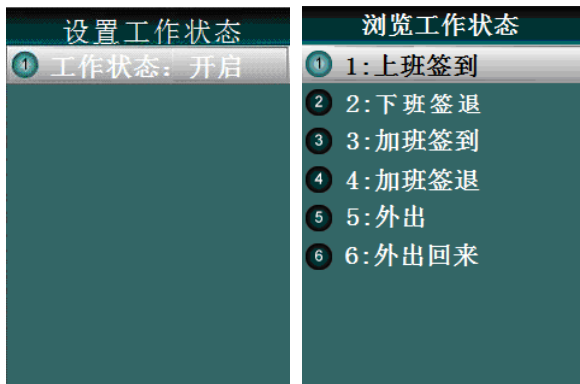 设置工作状态
1 工作状态：开启
浏览工作状态
1 1:上班签到
2 2:下班签退
3 3:加班签到
4 4:加班签退
5 5:外出
6 6:外出回来